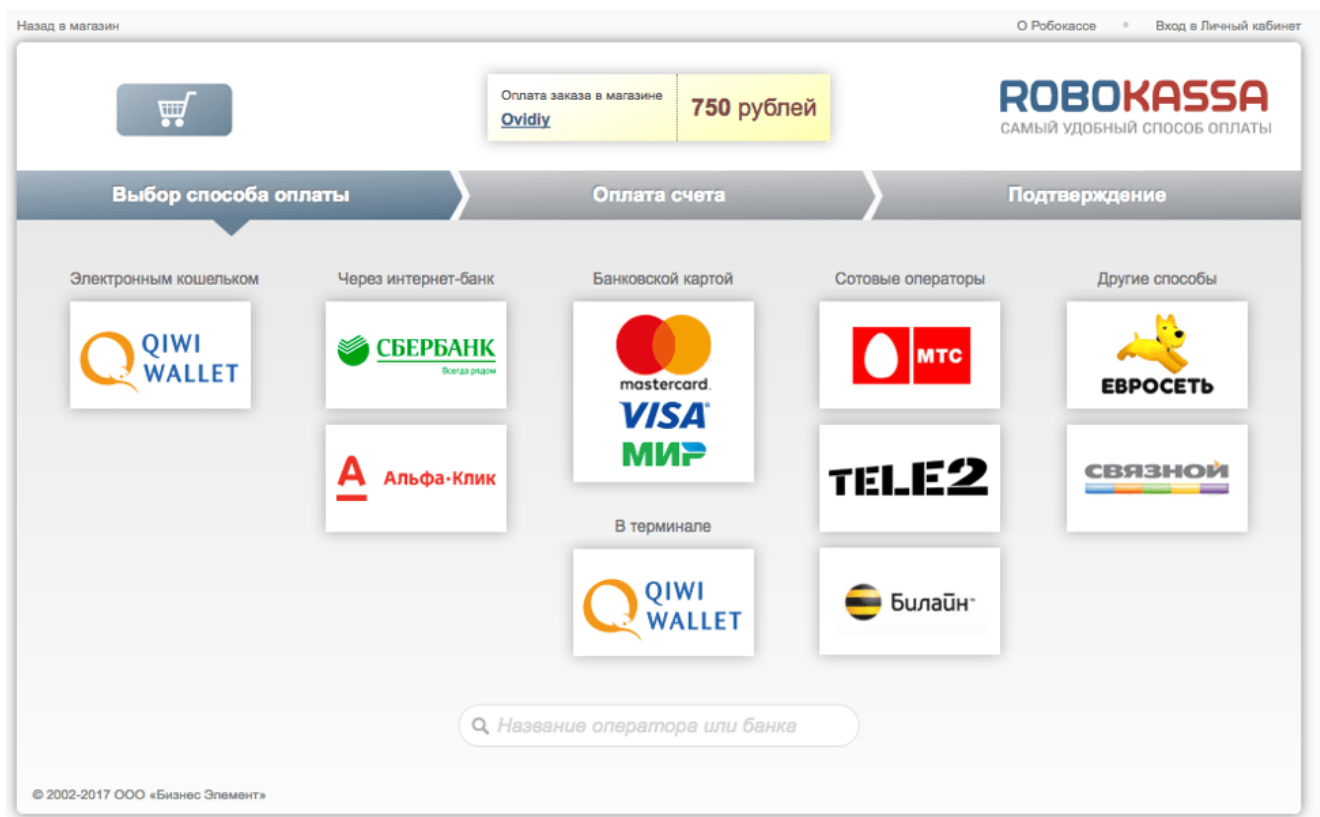 Назад в магазин
О Робокассе • Вход в Личный кабинет
Оплата заказа в магазине
Ovidiy
750 рублей
ROBOKASSA
САМЫЙ УДОБНЫЙ СПОСОБ ОПЛАТЫ
Выбор способа оплаты
Оплата счета
Подтверждение
Электронным кошельком
QIWI
WALLET
Через интернет-банк
СБЕРБАНК
Всегда рядом
А
Альфа·Клик
Банковской картой
mastercard.
VISA
МИР
В терминале
QIWI
WALLET
Сотовые операторы
МТС
TELE2
Билайн™
Другие способы
ЕВРОСЕТЬ
СВЯЗНОЙ
Название оператора или банка
© 2002-2017 ООО «Бизнес Элемент»